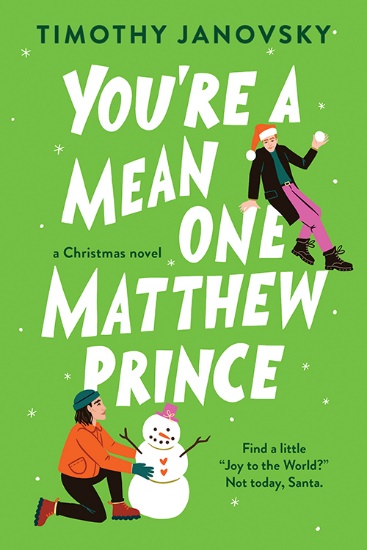 TIMOTHY JANOVSKY
YOU'RE A
MEAN
ONE
a Christmas novel
MATTHEW
PRINCE
Find a little
“Joy to the World?”
Not today, Santa.